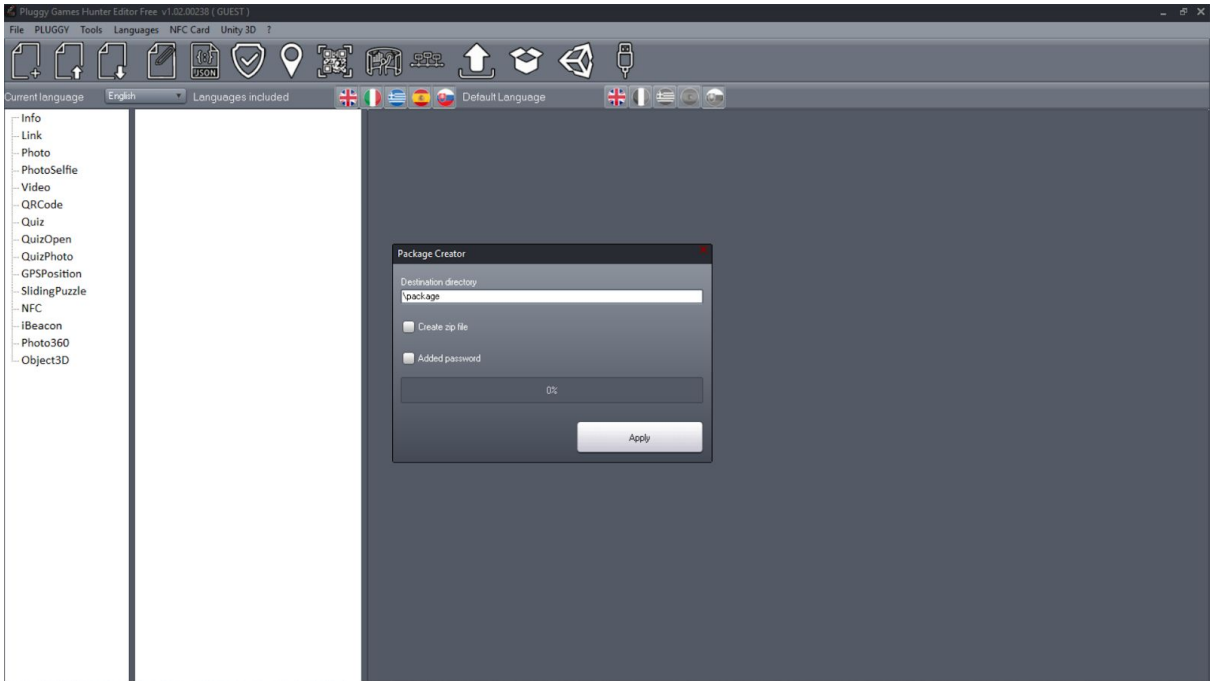 Pluggy Games Hunter Editor Free v1.02.00238 ( GUEST )
File PLUGGY Tools Languages NFC Card Unity 3D ?
{§} JSON
Current language English Languages included Default Language
Info
Link
Photo
PhotoSelfie
Video
QRCode
Quiz
QuizOpen
QuizPhoto
GPSPosition
SlidingPuzzle
NFC
iBeacon
Photo360
Object3D
Package Creator
Destination directory
\package
Create zip file
Added password
0%
Apply